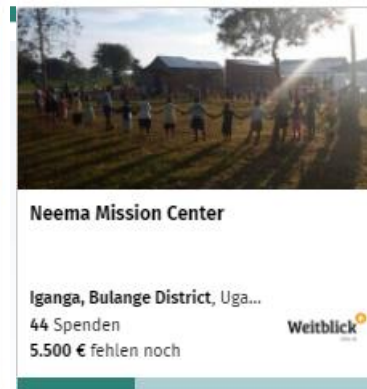 Neema Mission Center
Iganga, Bulange District, Uga...
44 Spenden
Weitblick
5.500 € fehlen noch